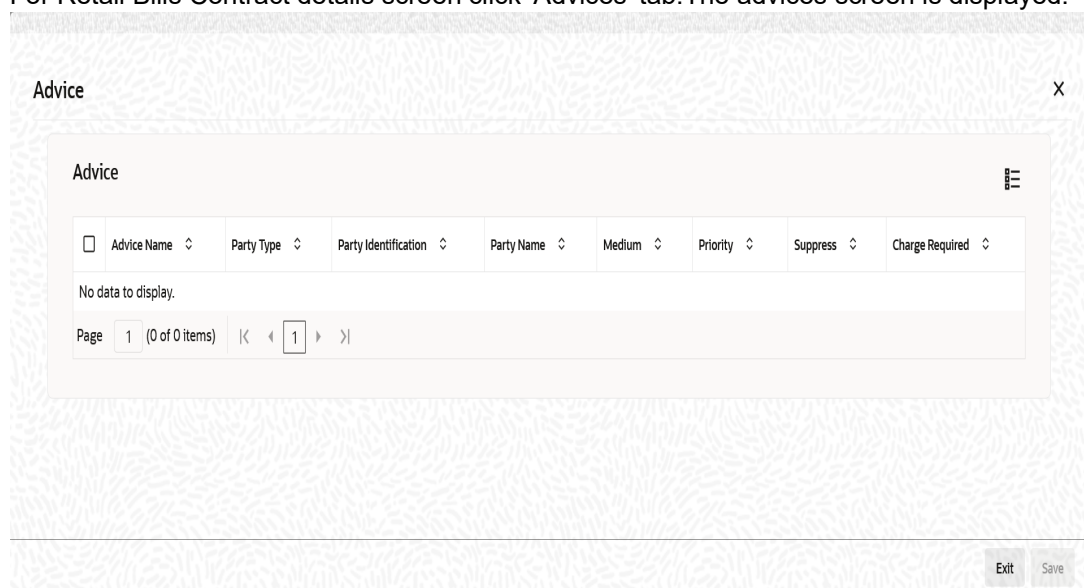 For Retail Bills Contract details screen click 'Advices' tab.The advices screen is displayed.
Advice X
Advice
Advice Name Party Type Party Identification Party Name Medium Priority Suppress Charge Required
No data to display.
Page 1 (0 of 0 items) 1
Exit Save